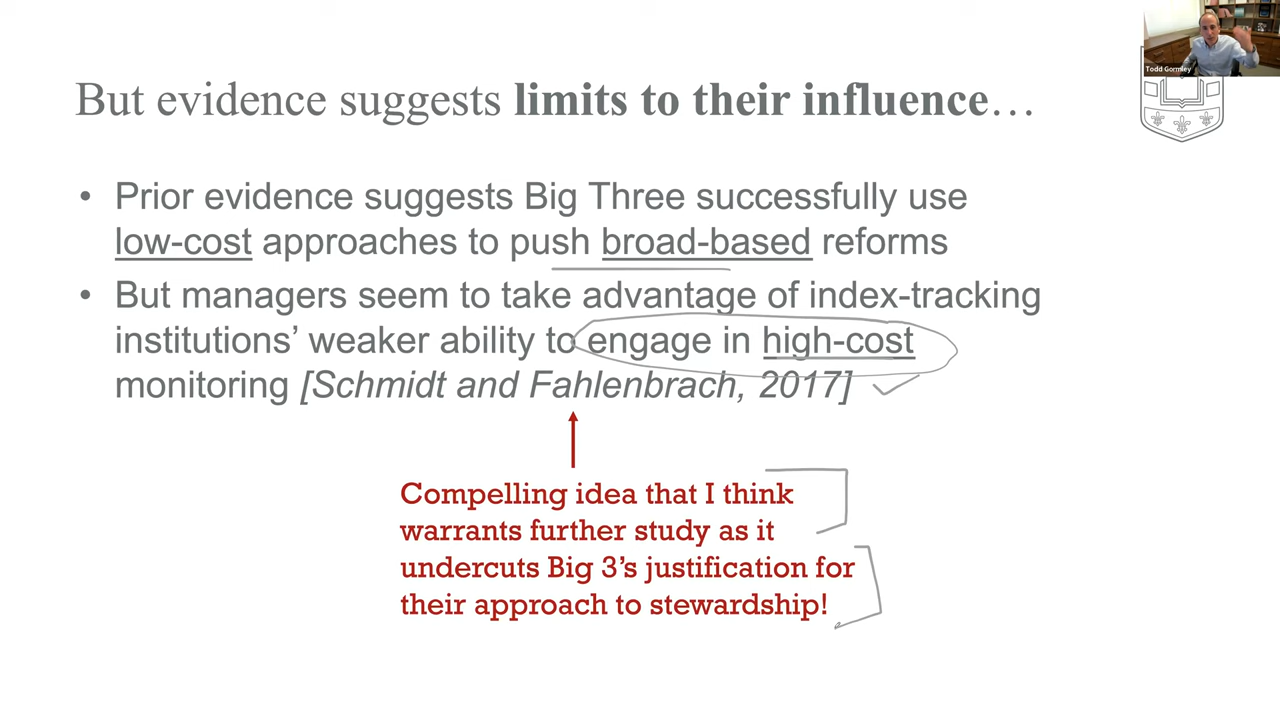 Todd Gormley
But evidence suggests limits to their influence…
• Prior evidence suggests Big Three successfully use
low-cost approaches to push broad-based reforms
• But managers seem to take advantage of index-tracking
institutions’ weaker ability to engage in high-cost
monitoring [Schmidt and Fahlenbrach, 2017]
Compelling idea that I think
warrants further study as it
undercuts Big 3’s justification for
their approach to stewardship!